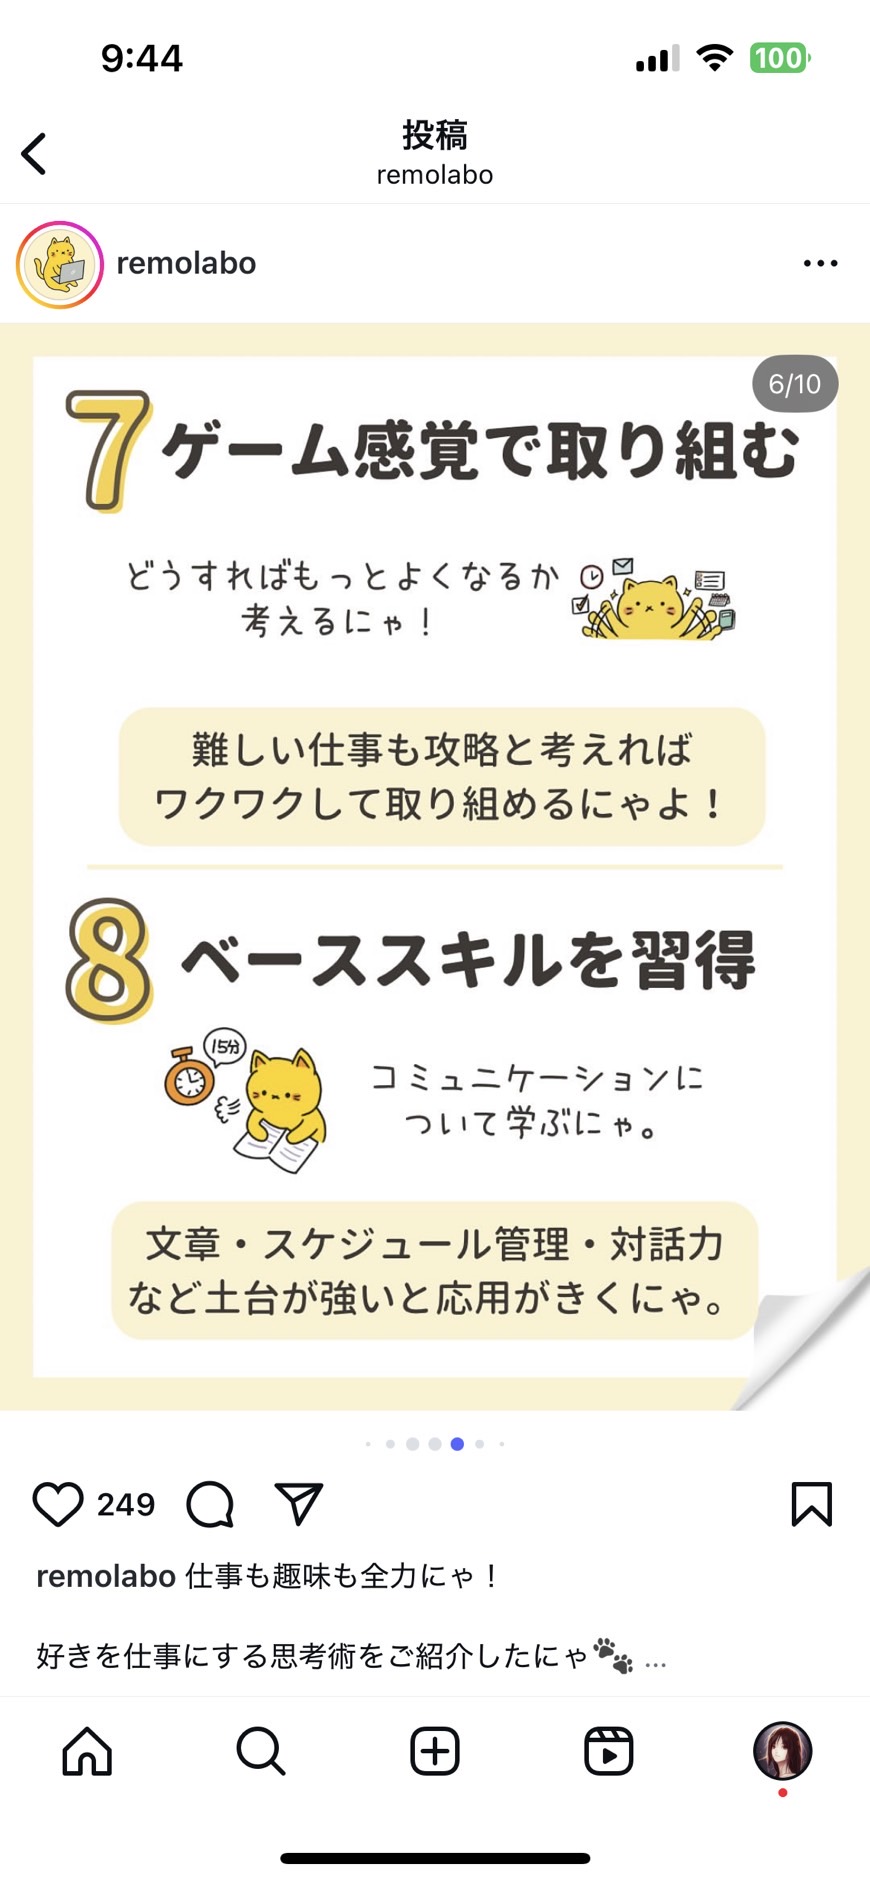 9:44
100
投稿
remolabo
remolabo
6/10
7 ゲーム感覚で取り組む
どうすればもっとよくなるか
考えるにゃ！
難しい仕事も攻略と考えれば
ワクワクして取り組めるにゃよ！
8 ベーススキルを習得
15分
コミュニケーションに
ついて学ぶにゃ。
文章・スケジュール管理・対話力
など土台が強いと応用がきくにゃ。
249
remolabo 仕事も趣味も全力にゃ！
好きを仕事にする思考術をご紹介したにゃ🐾 ...